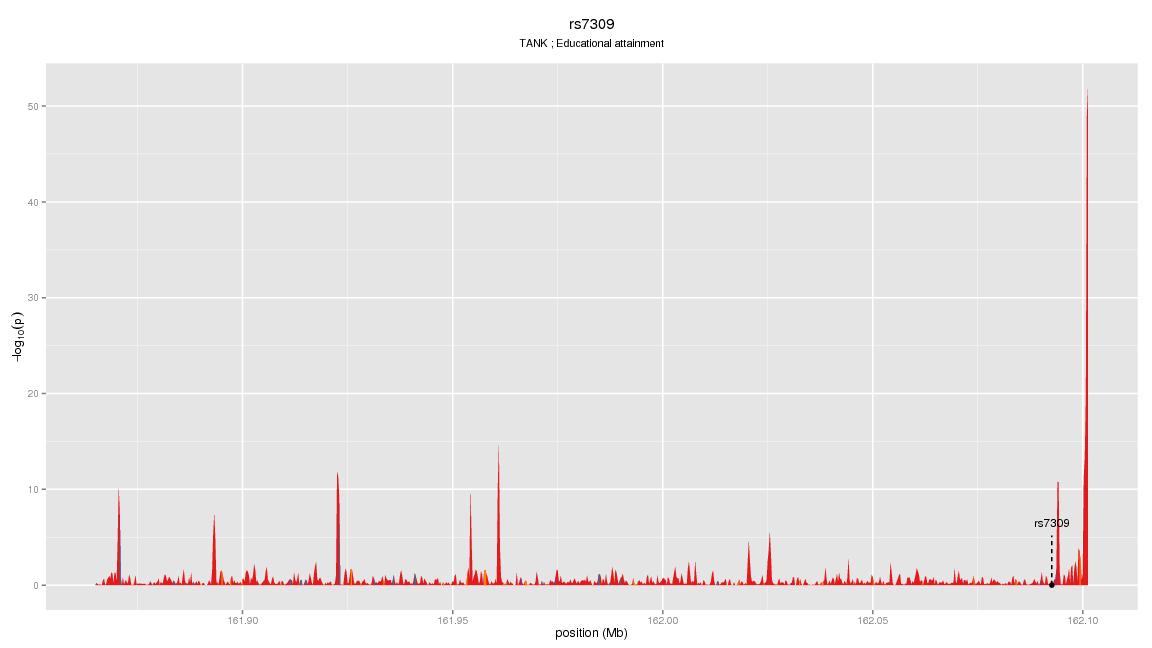 rs7309
TANK ; Educational attainment
50
40
30
20
10
0
−log10(p)
rs7309
161.90 161.95 162.00 162.05 162.10
position (Mb)